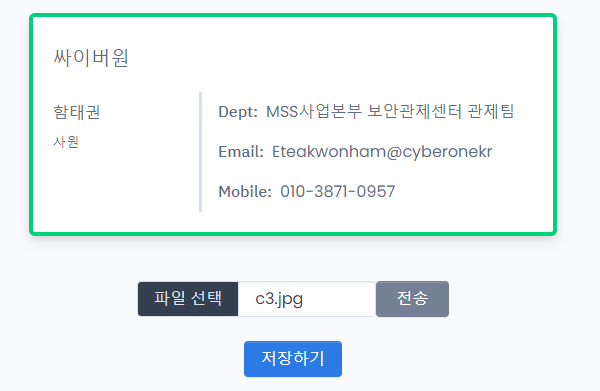 싸이버원
함태권
사원
Dept: MSS사업본부 보안관제센터 관제팀
Email: Eteakwonham@cyberonekr
Mobile: 010-3871-0957
파일 선택 c3.jpg 전송
저장하기